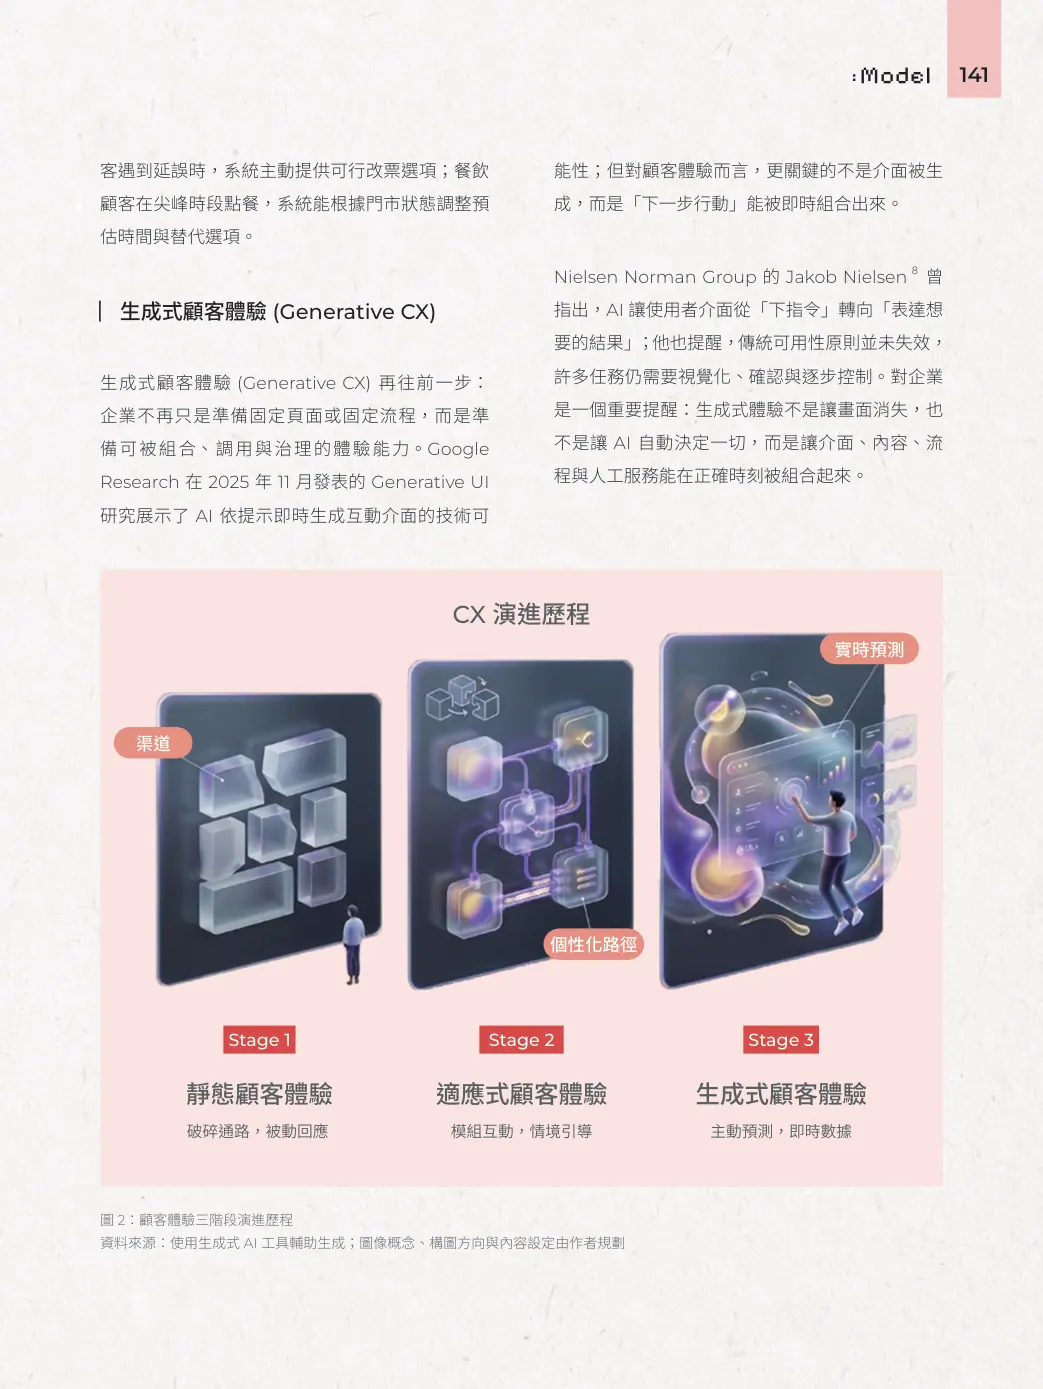 :Model 141
客遇到延誤時，系統主動提供可行改票選項；餐飲
顧客在尖峰時段點餐，系統能根據門市狀態調整預
估時間與替代選項。
生成式顧客體驗 (Generative CX)
生成式顧客體驗 (Generative CX) 再往前一步：
企業不再只是準備固定頁面或固定流程，而是準
備可被組合、調用與治理的體驗能力。Google
Research 在 2025 年 11 月發表的 Generative UI
研究展示了 AI 依提示即時生成互動介面的技術可
能性；但對顧客體驗而言，更關鍵的不是介面被生
成，而是「下一步行動」能被即時組合出來。
Nielsen Norman Group 的 Jakob Nielsen 8 曾
指出，AI 讓使用者介面從「下指令」轉向「表達想
要的結果」；他也提醒，傳統可用性原則並未失效，
許多任務仍需要視覺化、確認與逐步控制。對企業
是一個重要提醒：生成式體驗不是讓畫面消失，也
不是讓 AI 自動決定一切，而是讓介面、內容、流
程與人工服務能在正確時刻被組合起來。
CX 演進歷程
渠道
個性化路徑
實時預測
Stage 1
靜態顧客體驗
破碎通路，被動回應
Stage 2
適應式顧客體驗
模組互動，情境引導
Stage 3
生成式顧客體驗
主動預測，即時數據
圖 2：顧客體驗三階段演進歷程
資料來源：使用生成式 AI 工具輔助生成；圖像概念、構圖方向與內容設定由作者規劃